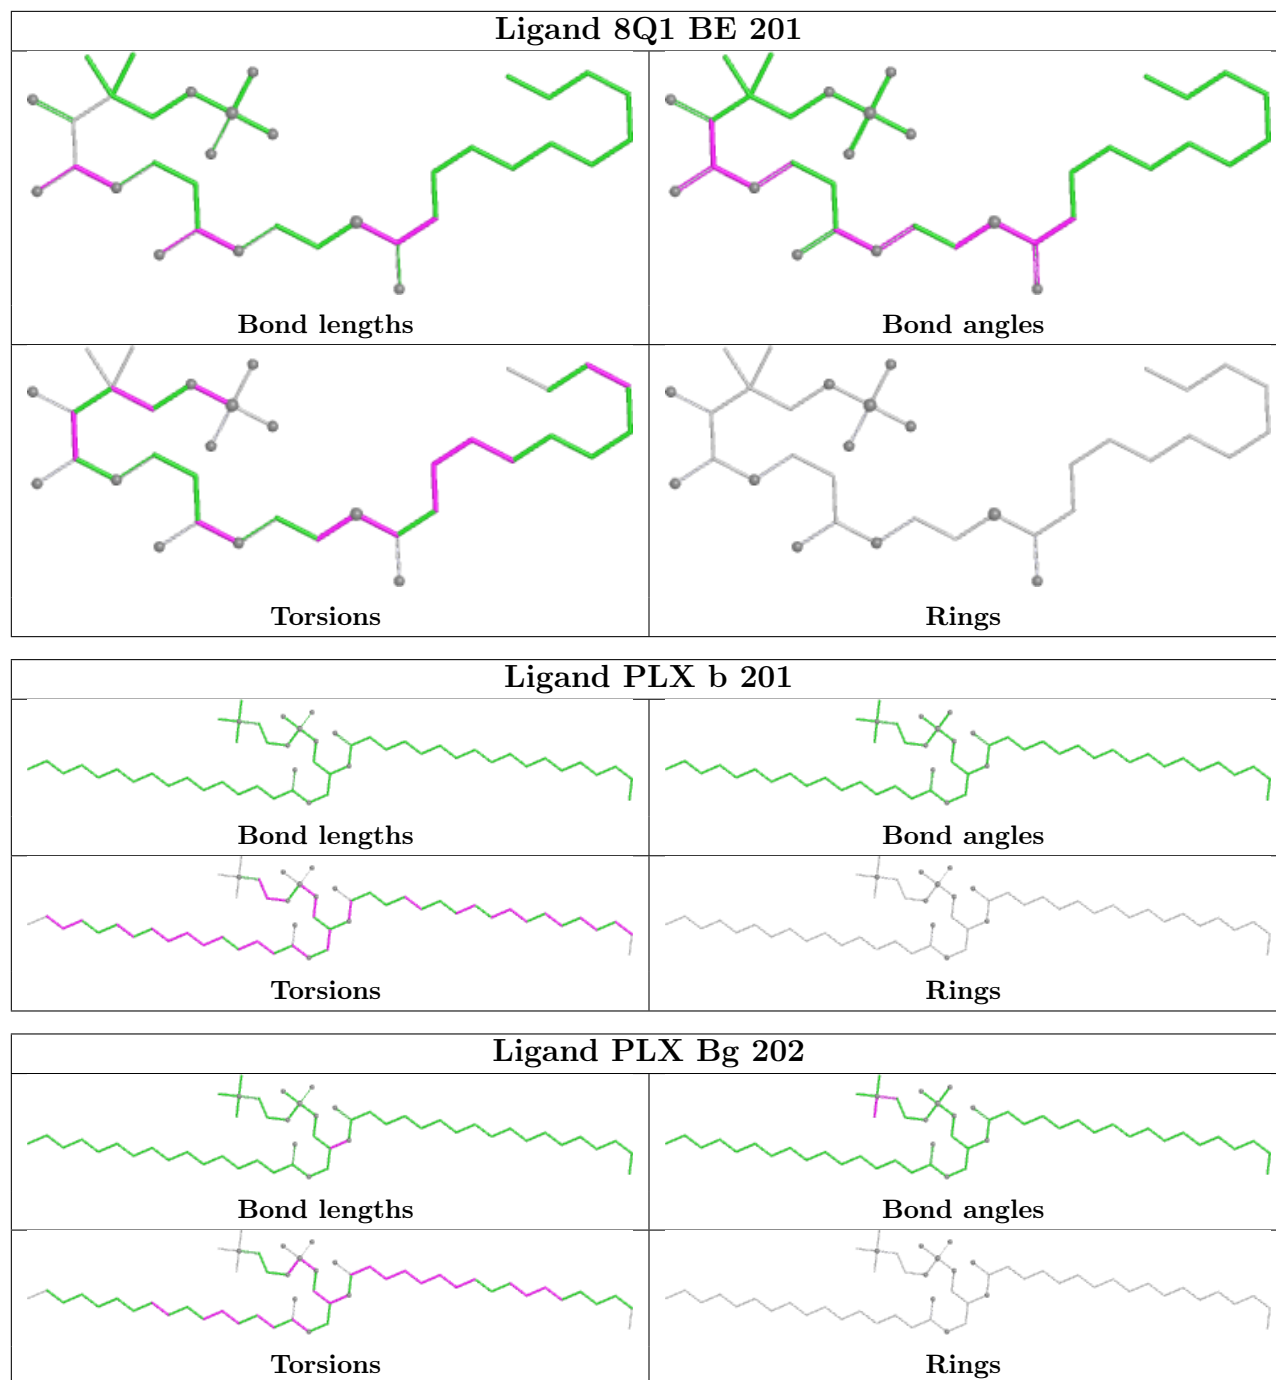 Ligand 8Q1 BE 201
Bond lengths
Bond angles
Torsions
Rings
Ligand PLX b 201
Bond lengths
Bond angles
Torsions
Rings
Ligand PLX Bg 202
Bond lengths
Bond angles
Torsions
Rings